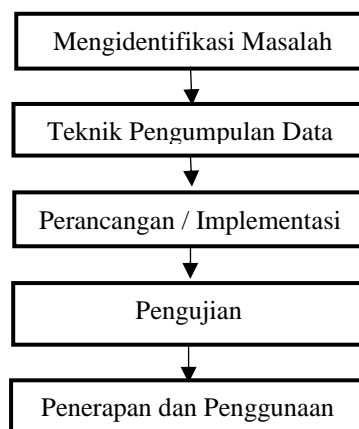 Mengidentifikasi Masalah
Teknik Pengumpulan Data
Perancangan / Implementasi
Pengujian
Penerapan dan Penggunaan